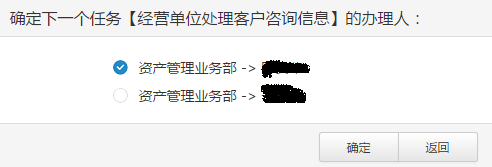 确定下一个任务【经营单位处理客户咨询信息】的办理人：
资产管理业务部 ->
资产管理业务部 ->
确定 返回